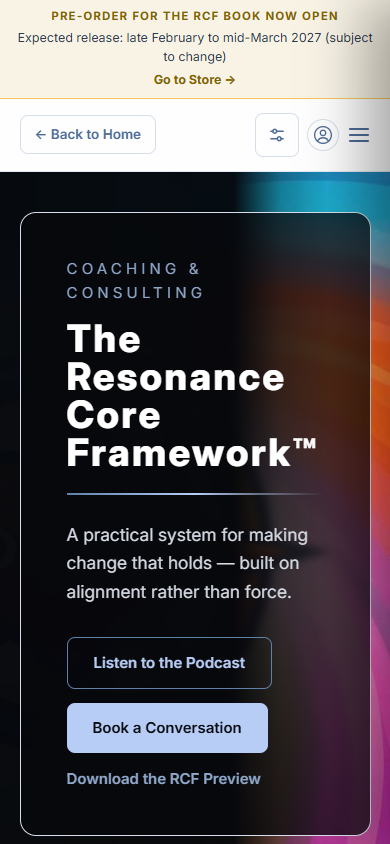 PRE-ORDER FOR THE RCF BOOK NOW OPEN
Expected release: late February to mid-March 2027 (subject
to change)
Go to Store →
← Back to Home
COACHING &
CONSULTING
The
Resonance
Core
Framework™
A practical system for making
change that holds — built on
alignment rather than force.
Listen to the Podcast
Book a Conversation
Download the RCF Preview